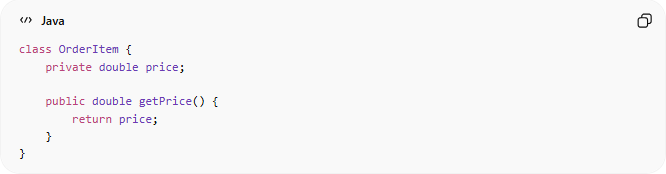 Java
class OrderItem {
    private double price;

    public double getPrice() {
        return price;
    }
}